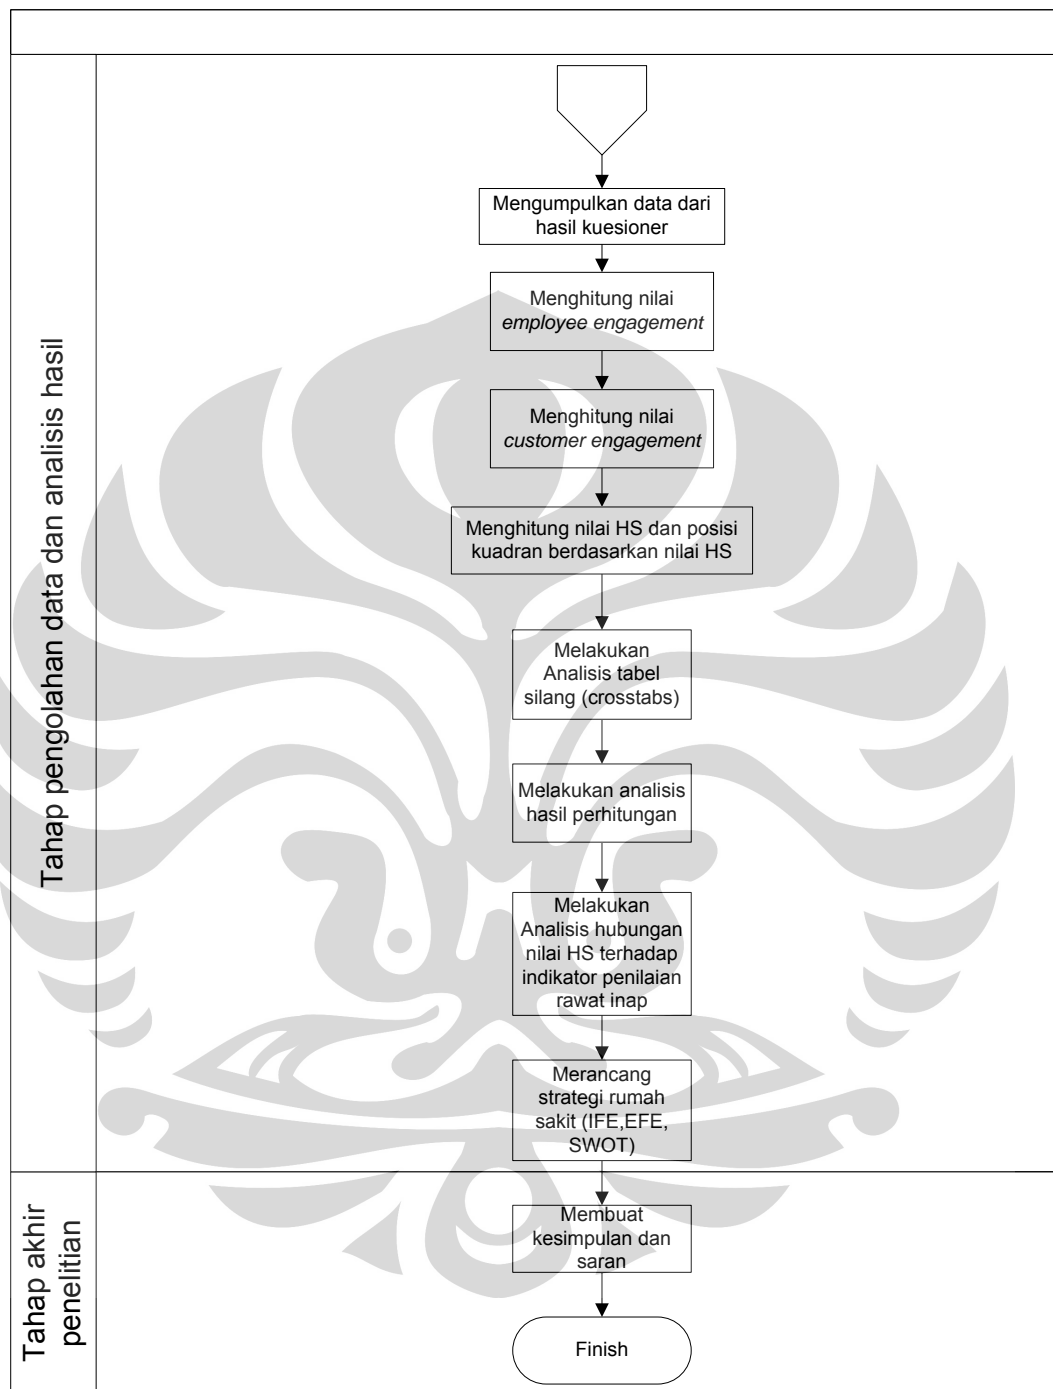 Tahap pengolahan data dan analisis hasil
Mengumpulkan data dari
hasil kuesioner
Menghitung nilai
employee engagement
Menghitung nilai
customer engagement
Menghitung nilai HS dan posisi
kuadran berdasarkan nilai HS
Melakukan
Analisis tabel
silang (crosstabs)
Melakukan analisis
hasil perhitungan
Melakukan
Analisis hubungan
nilai HS terhadap
indikator penilaian
rawat inap
Merancang
strategi rumah
sakit (IFE,EFE,
SWOT)
Tahap akhir
penelitian
Membuat
kesimpulan dan
saran
Finish